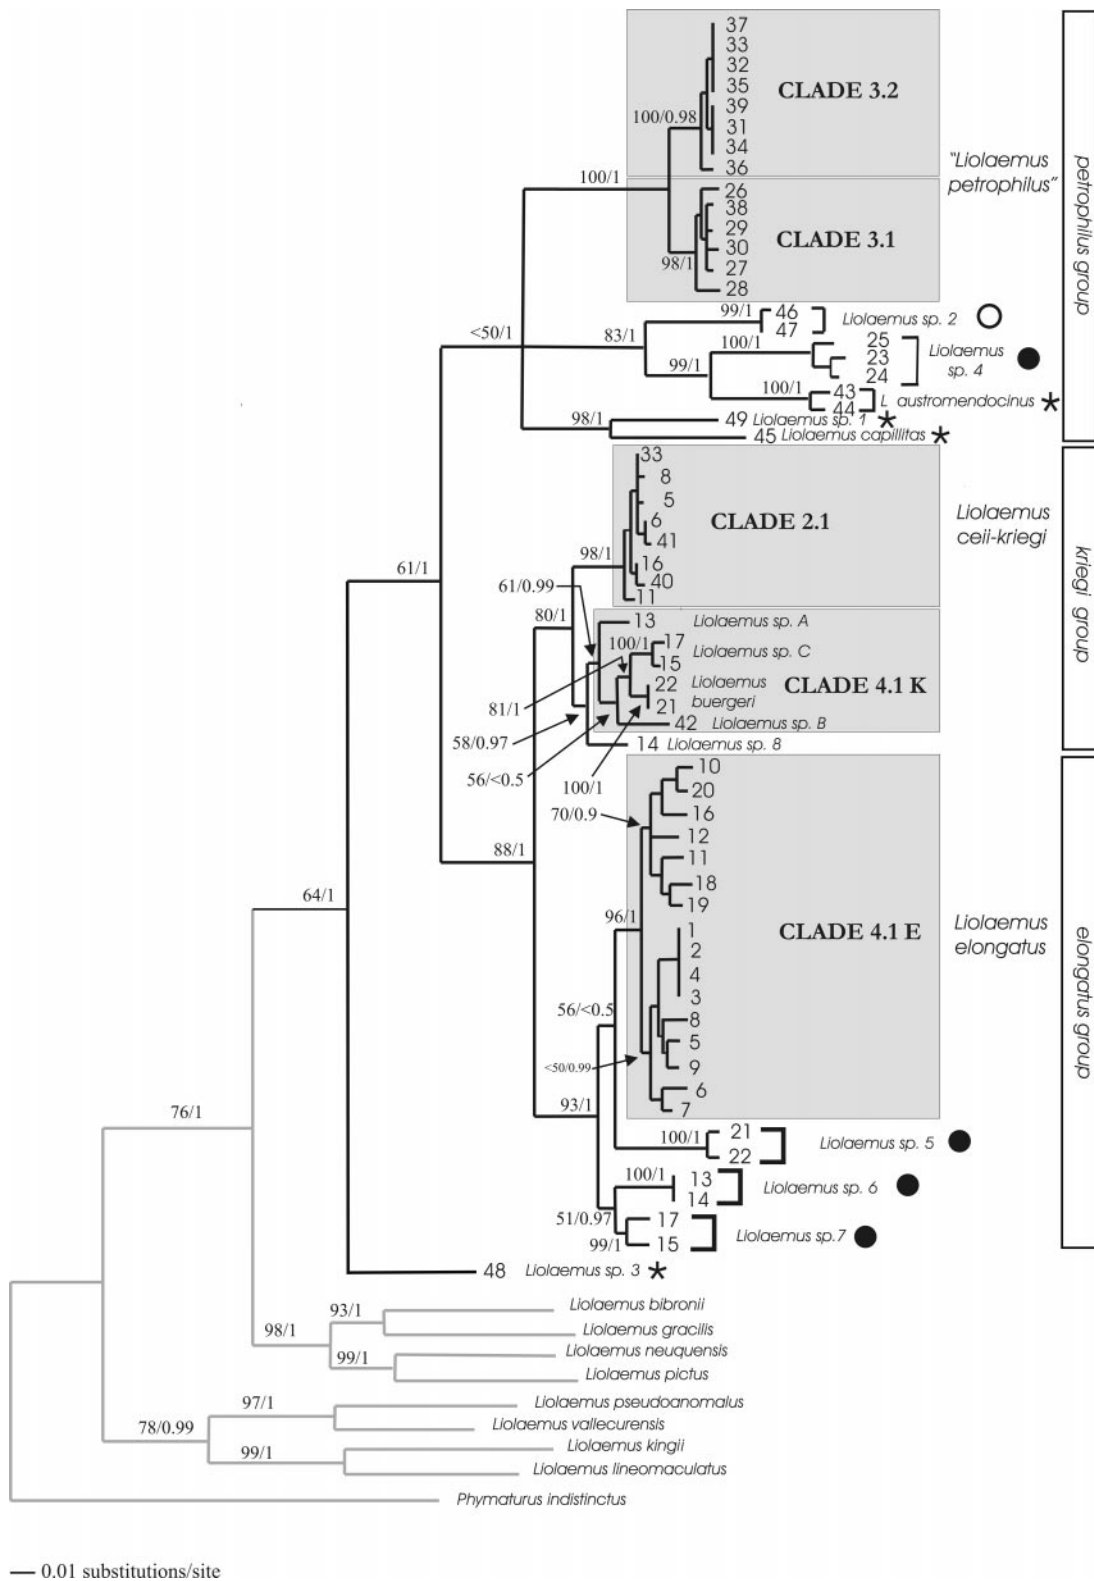 37
33
32
35
39
31
34
36
CLADE 3.2
100/0.98
100/1
"Liolaemus
petrophilus"
petrophilus group
26
38
29
30
27
28
CLADE 3.1
98/1
99/1
46
47
Liolaemus sp. 2
<50/1
83/1
100/1
25
23
24
Liolaemus
sp. 4
99/1
100/1
43
44
L austromendocinus
98/1
49 Liolaemus sp. 1
45 Liolaemus capillitas
33
8
5
6
41
16
40
11
CLADE 2.1
Liolaemus
ceii-kriegi
kriegi group
98/1
61/1
61/0.99
80/1
13 Liolaemus sp. A
100/1
17
15
Liolaemus sp. C
22
21
Liolaemus
buergeri
CLADE 4.1 K
81/1
42 Liolaemus sp. B
58/0.97
14 Liolaemus sp. 8
56/<0.5
100/1
10
20
16
12
11
18
19
70/0.9
88/1
64/1
96/1
1
2
4
3
8
5
9
6
7
CLADE 4.1 E
Liolaemus
elongatus
elongatus group
56/<0.5
<50/0.99
93/1
76/1
100/1
21
22
Liolaemus sp. 5
100/1
13
14
Liolaemus sp. 6
51/0.97
17
15
Liolaemus sp.7
99/1
48 Liolaemus sp. 3
93/1
Liolaemus bibronii
98/1
Liolaemus gracilis
Liolaemus neuquensis
99/1
Liolaemus pictus
97/1
Liolaemus pseudoanomalus
78/0.99
Liolaemus vallecurensis
Liolaemus kingii
99/1
Liolaemus lineomaculatus
Phymaturus indistinctus
0.01 substitutions/site